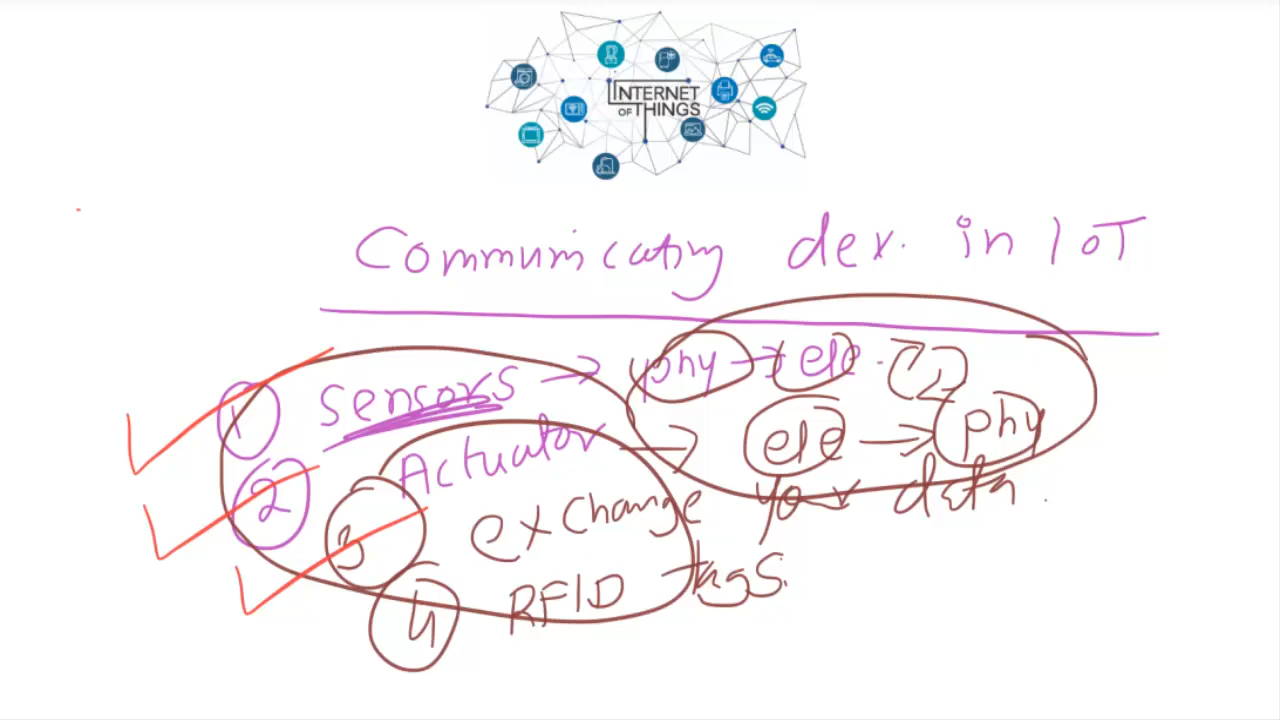 INTERNET
OF THINGS
Communicating dev. in IoT
1 Sensors → phy → ele.
2 Actuator → ele → phy
3 exchange your data.
4 RFID tags.